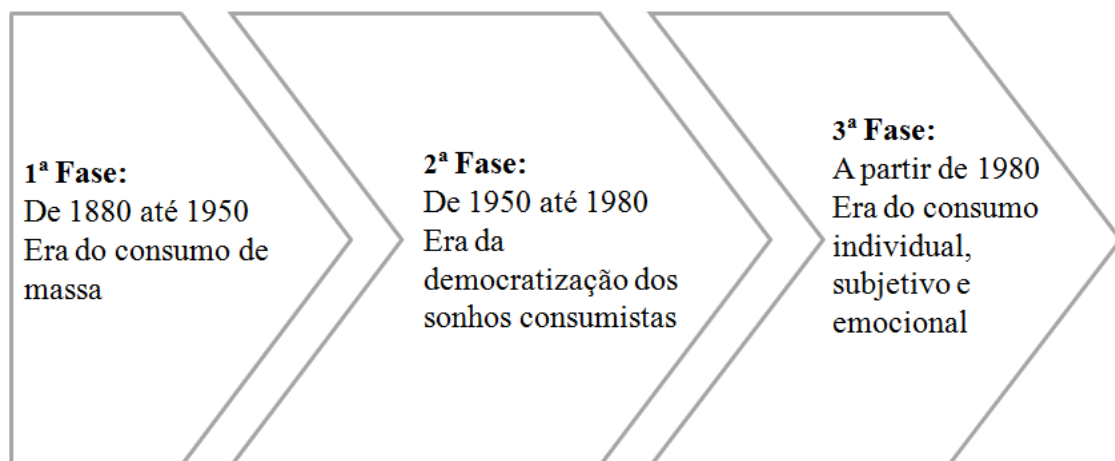 1ª Fase:
De 1880 até 1950
Era do consumo de
massa
2ª Fase:
De 1950 até 1980
Era da
democratização dos
sonhos consumistas
3ª Fase:
A partir de 1980
Era do consumo
individual,
subjetivo e
emocional